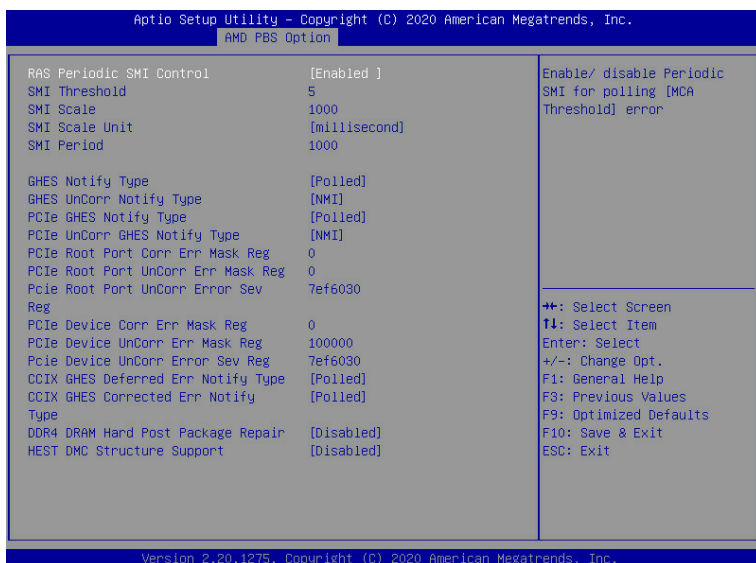 Aptio Setup Utility – Copyright (C) 2020 American Megatrends, Inc.
AMD PBS Option
RAS Periodic SMI Control [Enabled ]
SMI Threshold 5
SMI Scale 1000
SMI Scale Unit [millisecond]
SMI Period 1000
GHES Notify Type [Polled]
GHES UnCorr Notify Type [NMI]
PCIe GHES Notify Type [Polled]
PCIe UnCorr GHES Notify Type [NMI]
PCIe Root Port Corr Err Mask Reg 0
PCIe Root Port UnCorr Err Mask Reg 0
Pcie Root Port UnCorr Error Sev 7ef6030
Reg
PCIe Device Corr Err Mask Reg 0
PCIe Device UnCorr Err Mask Reg 100000
Pcie Device UnCorr Error Sev Reg 7ef6030
CCIX GHES Deferred Err Notify Type [Polled]
CCIX GHES Corrected Err Notify [Polled]
Type
DDR4 DRAM Hard Post Package Repair [Disabled]
HEST DMC Structure Support [Disabled]
Enable/ disable Periodic
SMI for polling [MCA
Threshold] error
→←: Select Screen
↑↓: Select Item
Enter: Select
+/-: Change Opt.
F1: General Help
F3: Previous Values
F9: Optimized Defaults
F10: Save & Exit
ESC: Exit
Version 2.20.1275. Copyright (C) 2020 American Megatrends, Inc.